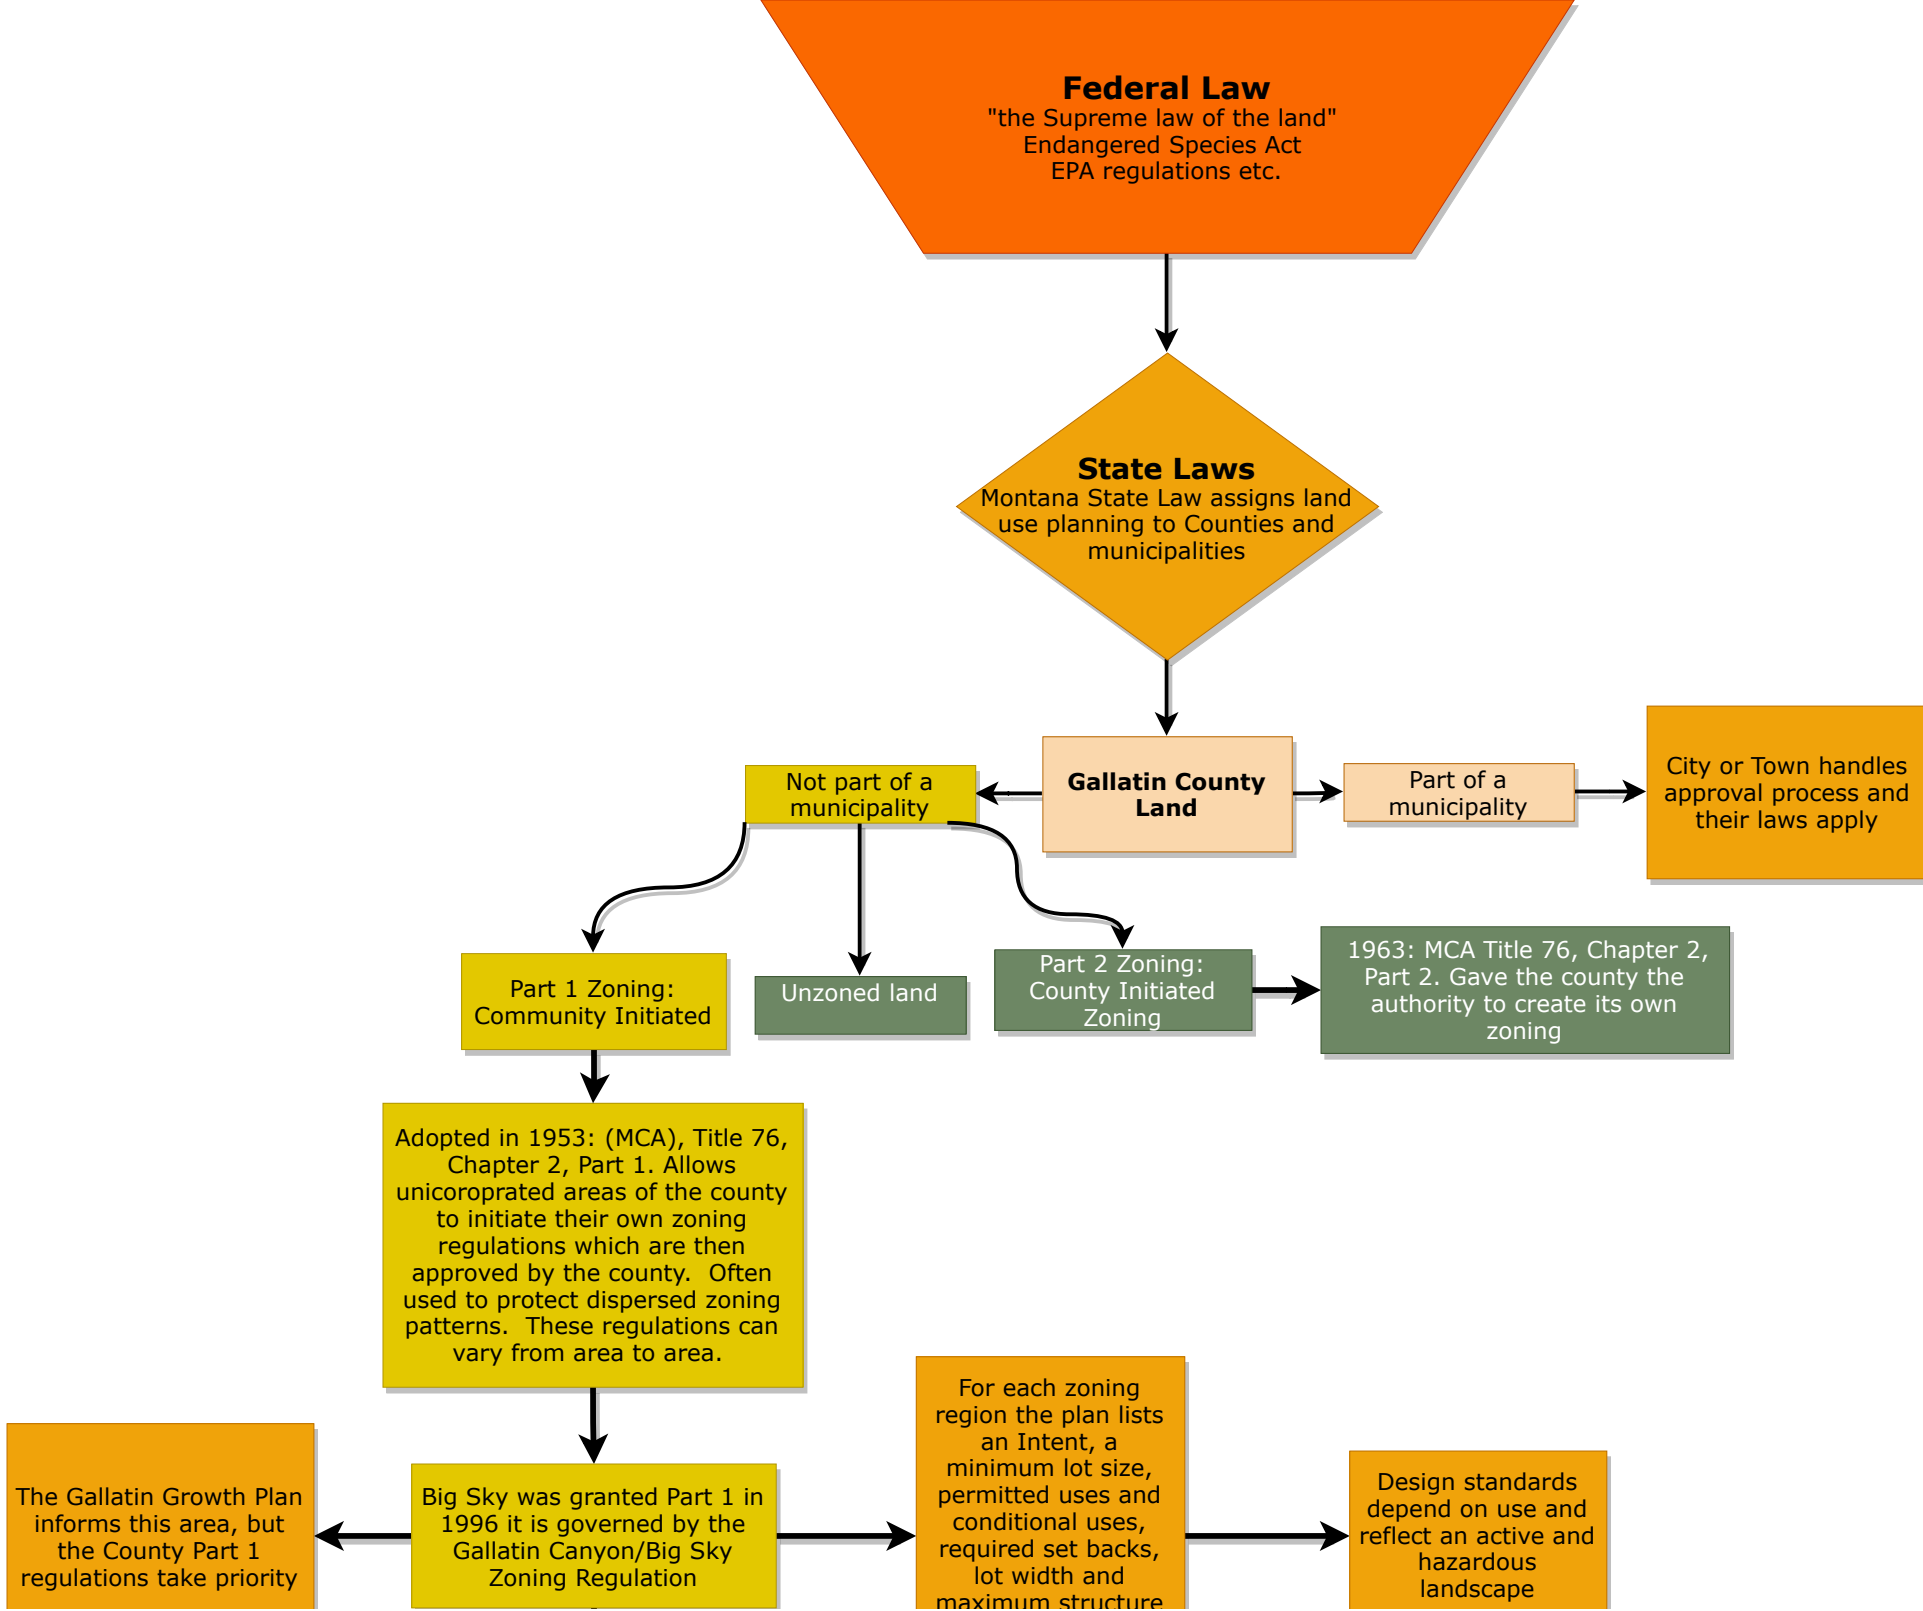 Federal Law
"the Supreme law of the land"
Endangered Species Act
EPA regulations etc.
State Laws
Montana State Law assigns land
use planning to Counties and
municipalities
Not part of a
municipality
Gallatin County
Land
Part of a
municipality
City or Town handles
approval process and
their laws apply
Part 1 Zoning:
Community Initiated
Unzoned land
Part 2 Zoning:
County Initiated
Zoning
1963: MCA Title 76, Chapter 2,
Part 2. Gave the county the
authority to create its own
zoning
Adopted in 1953: (MCA), Title 76,
Chapter 2, Part 1. Allows
unicoroprated areas of the county
to initiate their own zoning
regulations which are then
approved by the county.  Often
used to protect dispersed zoning
patterns.  These regulations can
vary from area to area.
The Gallatin Growth Plan
informs this area, but
the County Part 1
regulations take priority
Big Sky was granted Part 1 in
1996 it is governed by the
Gallatin Canyon/Big Sky
Zoning Regulation
For each zoning
region the plan lists
an Intent, a
minimum lot size,
permitted uses and
conditional uses,
required set backs,
lot width and
maximum structure
Design standards
depend on use and
reflect an active and
hazardous
landscape